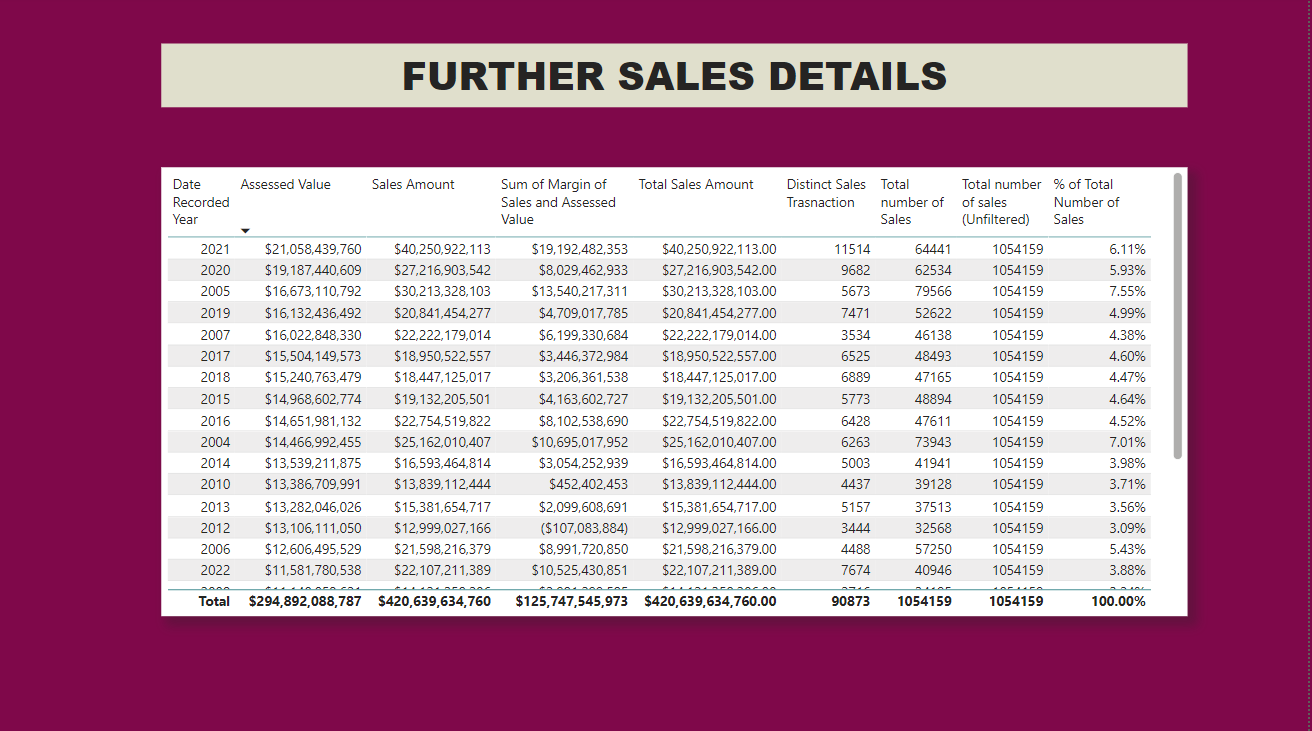 FURTHER SALES DETAILS
Date Recorded Year Assessed Value Sales Amount Sum of Margin of Sales and Assessed Value Total Sales Amount Distinct Sales Trasnaction Total number of Sales Total number of sales (Unfiltered) % of Total Number of Sales
2021 $21,058,439,760 $40,250,922,113 $19,192,482,353 $40,250,922,113.00 11514 64441 1054159 6.11%
2020 $19,187,440,609 $27,216,903,542 $8,029,462,933 $27,216,903,542.00 9682 62534 1054159 5.93%
2005 $16,673,110,792 $30,213,328,103 $13,540,217,311 $30,213,328,103.00 5673 79566 1054159 7.55%
2019 $16,132,436,492 $20,841,454,277 $4,709,017,785 $20,841,454,277.00 7471 52622 1054159 4.99%
2007 $16,022,848,330 $22,222,179,014 $6,199,330,684 $22,222,179,014.00 3534 46138 1054159 4.38%
2017 $15,504,149,573 $18,950,522,557 $3,446,372,984 $18,950,522,557.00 6525 48493 1054159 4.60%
2018 $15,240,763,479 $18,447,125,017 $3,206,361,538 $18,447,125,017.00 6889 47165 1054159 4.47%
2015 $14,968,602,774 $19,132,205,501 $4,163,602,727 $19,132,205,501.00 5773 48894 1054159 4.64%
2016 $14,651,981,132 $22,754,519,822 $8,102,538,690 $22,754,519,822.00 6428 47611 1054159 4.52%
2004 $14,466,992,455 $25,162,010,407 $10,695,017,952 $25,162,010,407.00 6263 73943 1054159 7.01%
2014 $13,539,211,875 $16,593,464,814 $3,054,252,939 $16,593,464,814.00 5003 41941 1054159 3.98%
2010 $13,386,709,991 $13,839,112,444 $452,402,453 $13,839,112,444.00 4437 39128 1054159 3.71%
2013 $13,282,046,026 $15,381,654,717 $2,099,608,691 $15,381,654,717.00 5157 37513 1054159 3.56%
2012 $13,106,111,050 $12,999,027,166 ($107,083,884) $12,999,027,166.00 3444 32568 1054159 3.09%
2006 $12,606,495,529 $21,598,216,379 $8,991,720,850 $21,598,216,379.00 4488 57250 1054159 5.43%
2022 $11,581,780,538 $22,107,211,389 $10,525,430,851 $22,107,211,389.00 7674 40946 1054159 3.88%
Total $294,892,088,787 $420,639,634,760 $125,747,545,973 $420,639,634,760.00 90873 1054159 1054159 100.00%